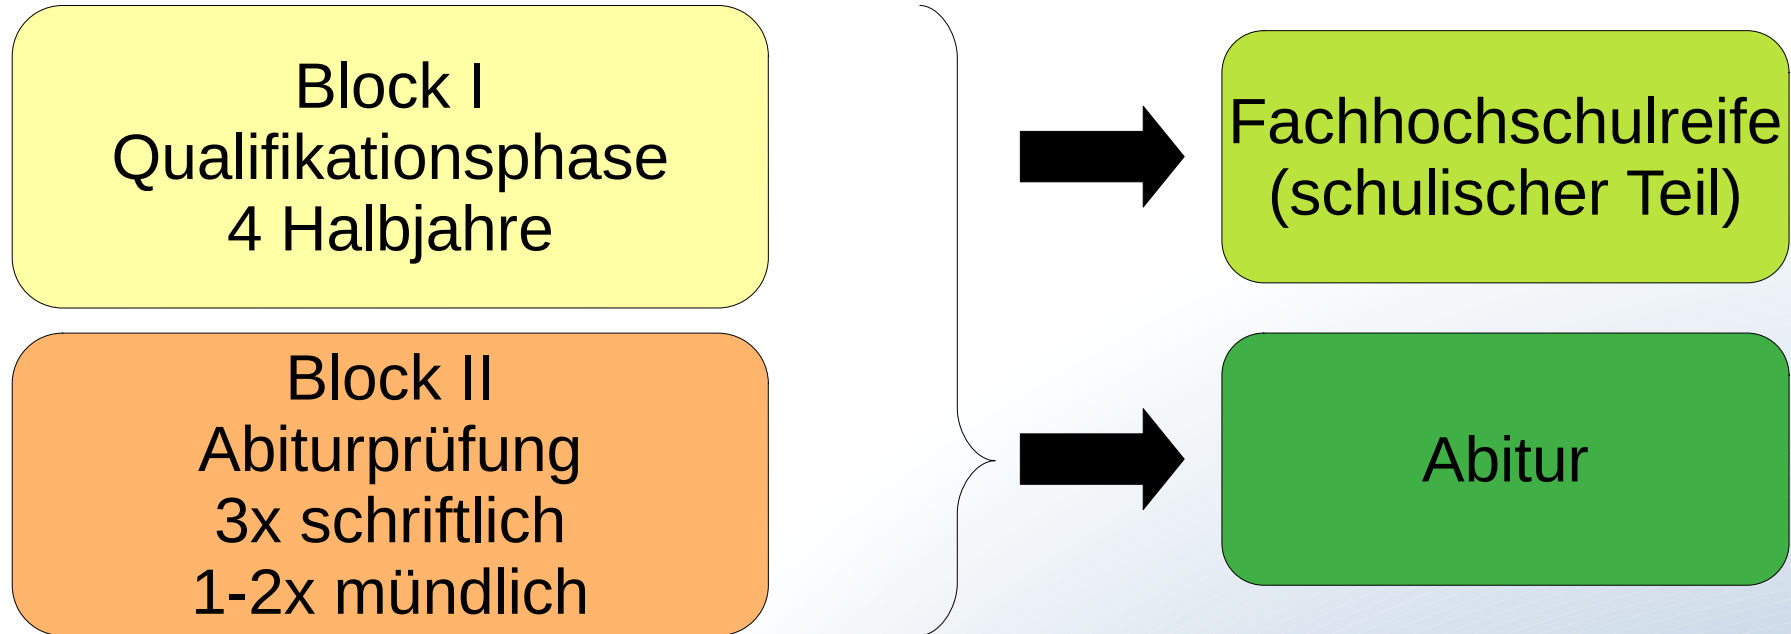 Block I
Qualifikationsphase
4 Halbjahre
Fachhochschulreife
(schulischer Teil)
Block II
Abiturprüfung
3x schriftlich
1-2x mündlich
Abitur